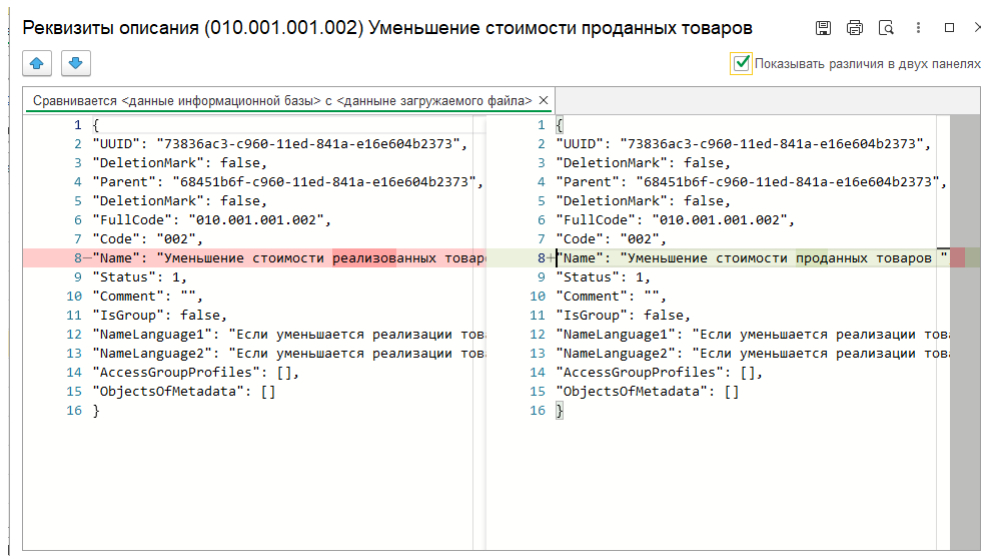 Реквизиты описания (010.001.001.002) Уменьшение стоимости проданных товаров
Показывать различия в двух панелях
Сравнивается <данные информационной базы> с <данныне загружаемого файла> ×
1 {
2 "UUID": "73836ac3-c960-11ed-841a-e16e604b2373",
3 "DeletionMark": false,
4 "Parent": "68451b6f-c960-11ed-841a-e16e604b2373",
5 "DeletionMark": false,
6 "FullCode": "010.001.001.002",
7 "Code": "002",
8— "Name": "Уменьшение стоимости реализованных товар
9 "Status": 1,
10 "Comment": "",
11 "IsGroup": false,
12 "NameLanguage1": "Если уменьшается реализации тов
13 "NameLanguage2": "Если уменьшается реализации тов
14 "AccessGroupProfiles": [],
15 "ObjectsOfMetadata": []
16 }
1 {
2 "UUID": "73836ac3-c960-11ed-841a-e16e604b2373",
3 "DeletionMark": false,
4 "Parent": "68451b6f-c960-11ed-841a-e16e604b2373",
5 "DeletionMark": false,
6 "FullCode": "010.001.001.002",
7 "Code": "002",
8+ "Name": "Уменьшение стоимости проданных товаров "
9 "Status": 1,
10 "Comment": "",
11 "IsGroup": false,
12 "NameLanguage1": "Если уменьшается реализации тов
13 "NameLanguage2": "Если уменьшается реализации тов
14 "AccessGroupProfiles": [],
15 "ObjectsOfMetadata": []
16 }